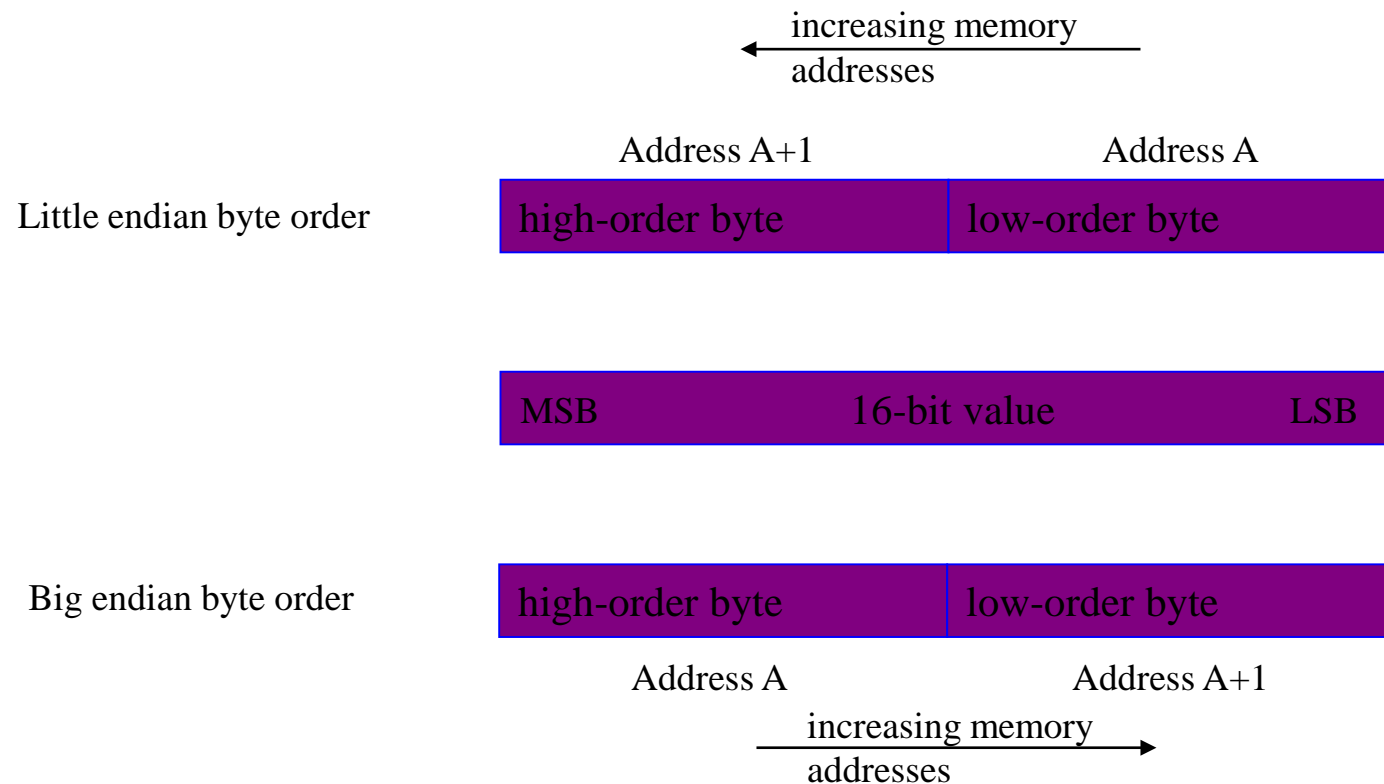 increasing memory
addresses
Address A+1 Address A
Little endian byte order high-order byte low-order byte
MSB 16-bit value LSB
Big endian byte order high-order byte low-order byte
Address A Address A+1
increasing memory
addresses